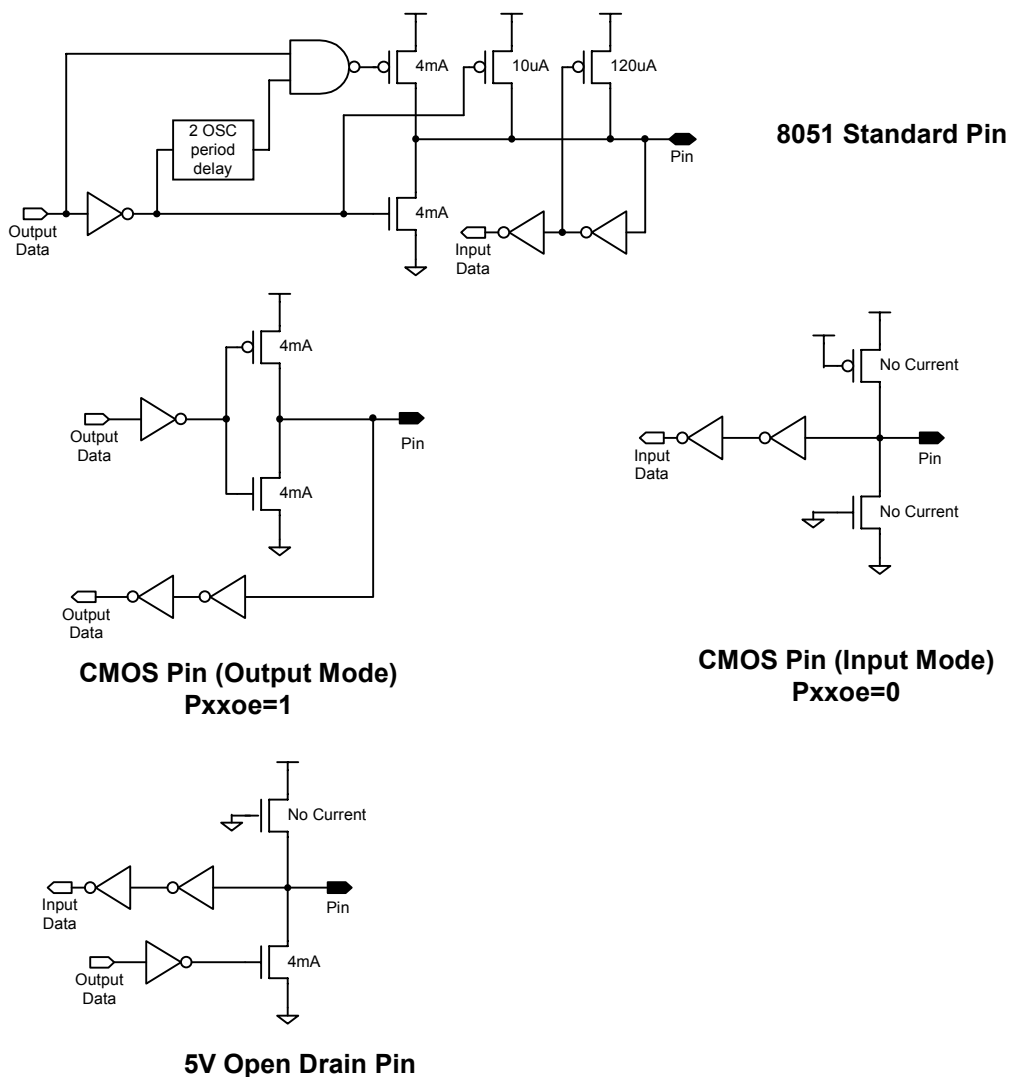 4mA
10uA
120uA
8051 Standard Pin
2 OSC
period
delay
Pin
4mA
Output
Data
Input
Data
4mA
Output
Data
Pin
4mA
Output
Data
CMOS Pin (Output Mode)
Pxxoe=1
No Current
Input
Data
Pin
No Current
CMOS Pin (Input Mode)
Pxxoe=0
No Current
Input
Data
Pin
Output
Data
4mA
5V Open Drain Pin